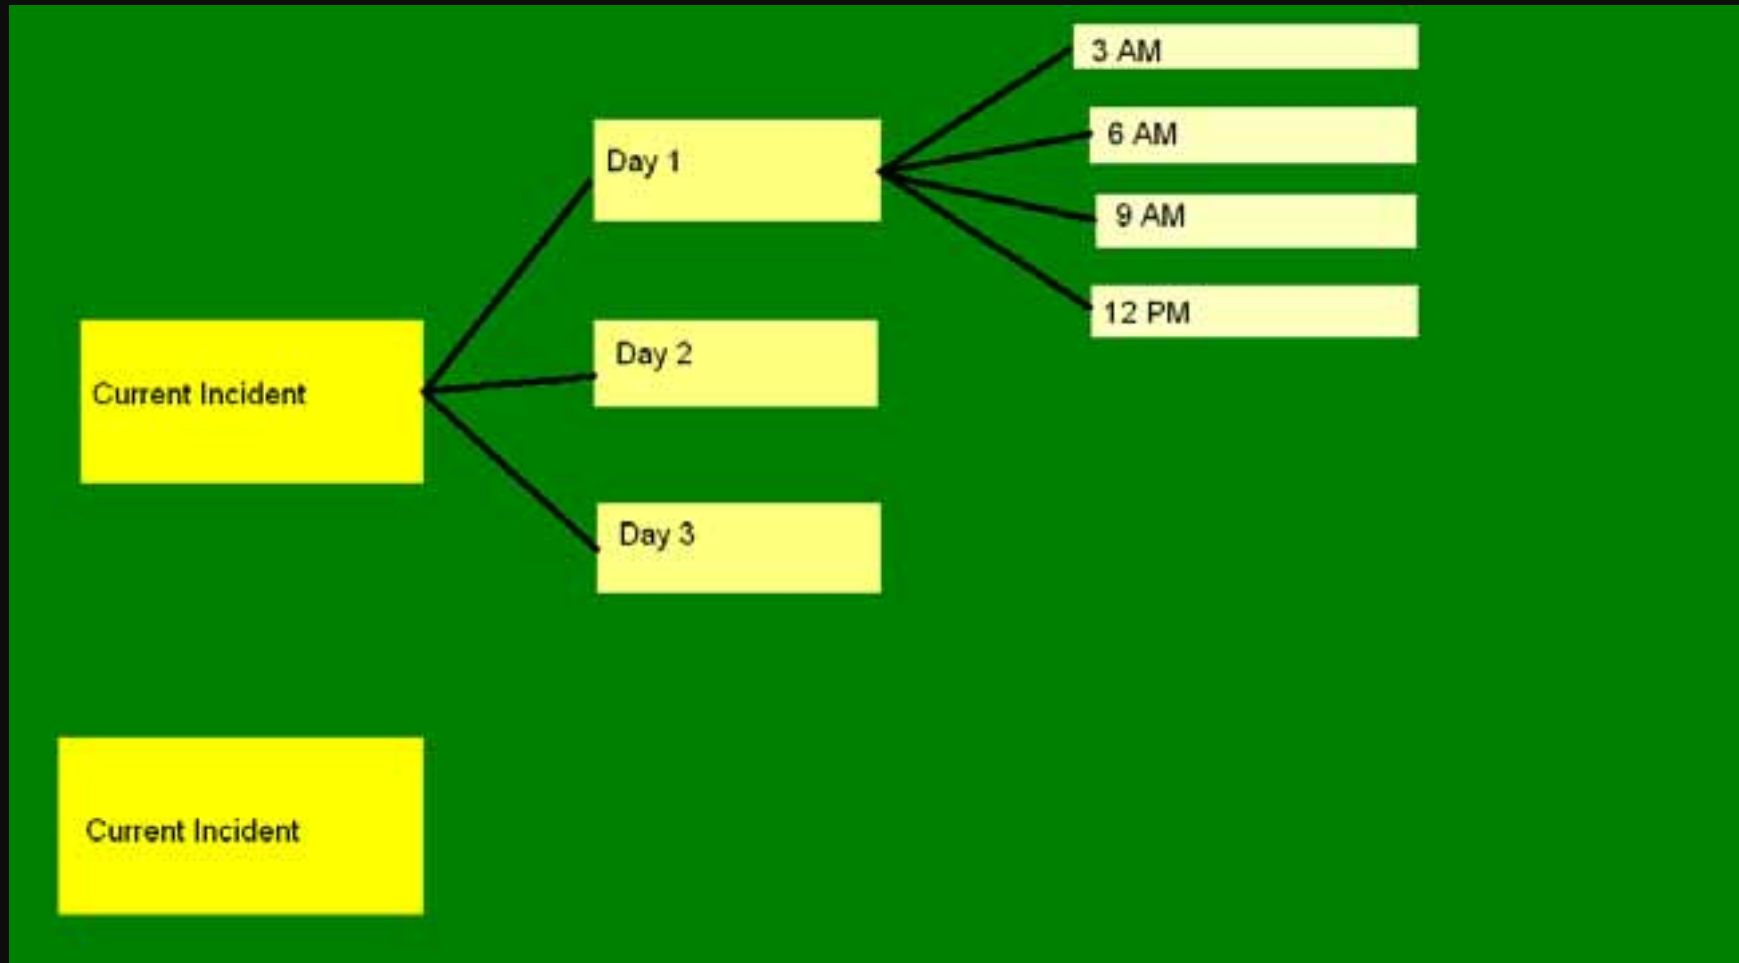 3 AM
6 AM
9 AM
12 PM
Day 1
Day 2
Day 3
Current Incident
Current Incident